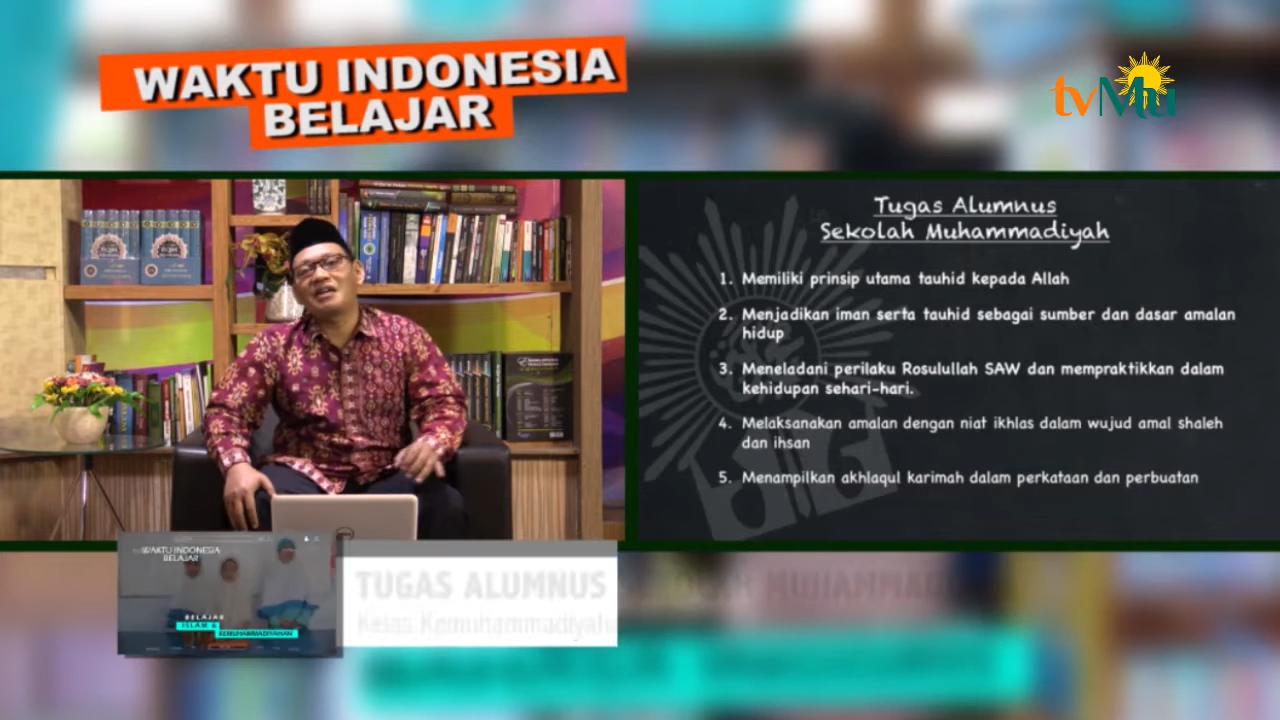 WAKTU INDONESIA
BELAJAR
tvMu
Tugas Alumnus
Sekolah Muhammadiyah
1. Memiliki prinsip utama tauhid kepada Allah
2. Menjadikan iman serta tauhid sebagai sumber dan dasar amalan
hidup
3. Meneladani perilaku Rosulullah SAW dan mempraktikkan dalam
kehidupan sehari-hari.
4. Melaksanakan amalan dengan niat ikhlas dalam wujud amal shaleh
dan ihsan
5. Menampilkan akhlaqul karimah dalam perkataan dan perbuatan
WAKTU INDONESIA
BELAJAR
BELAJAR
ISLAM &
KEMUHAMMADIYAHAN
TUGAS ALUMNUS
Kelas Kemuhammadiyah